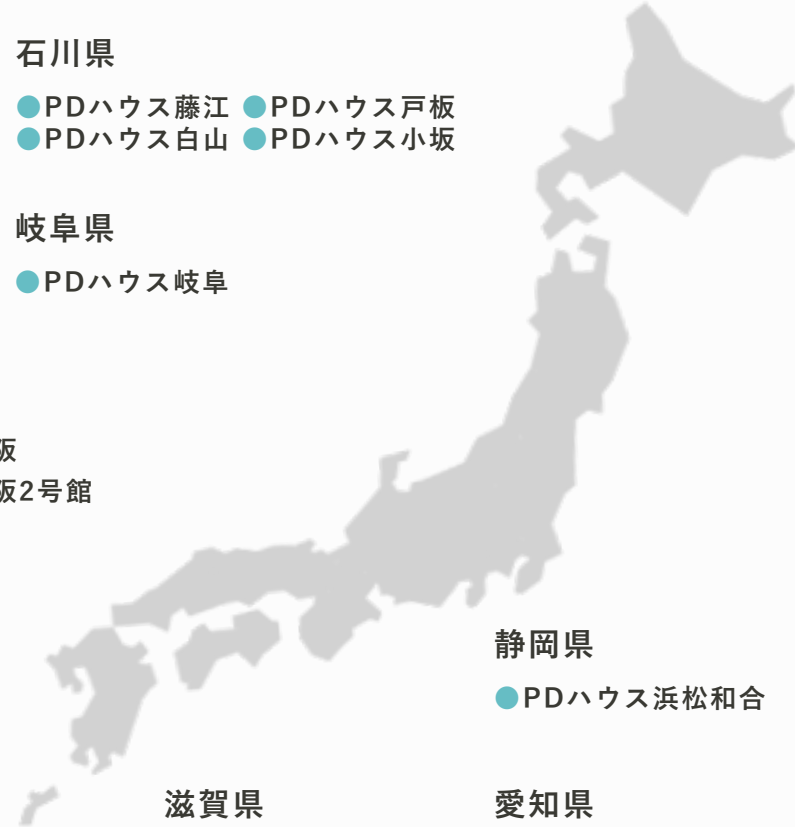 石川県
●PDハウス藤江 ●PDハウス戸板
●PDハウス白山 ●PDハウス小坂
岐阜県
●PDハウス岐阜
阪
阪2号館
静岡県
●PDハウス浜松和合
滋賀県 愛知県